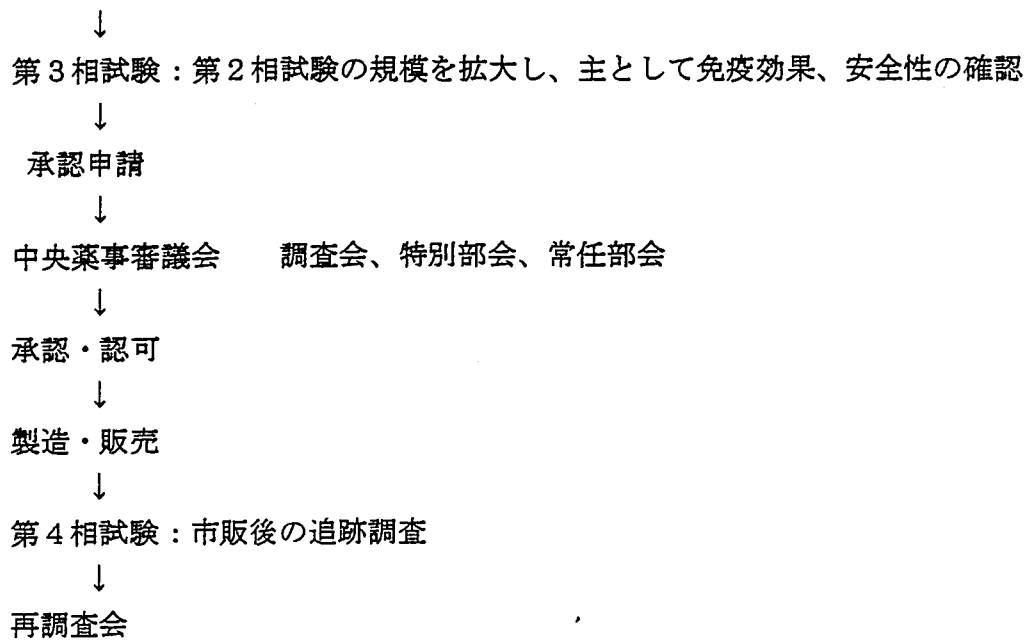 ↓
第3相試験：第2相試験の規模を拡大し、主として免疫効果、安全性の確認
↓
承認申請
↓
中央薬事審議会　　調査会、特別部会、常任部会
↓
承認・認可
↓
製造・販売
↓
第4相試験：市販後の追跡調査
↓
再調査会